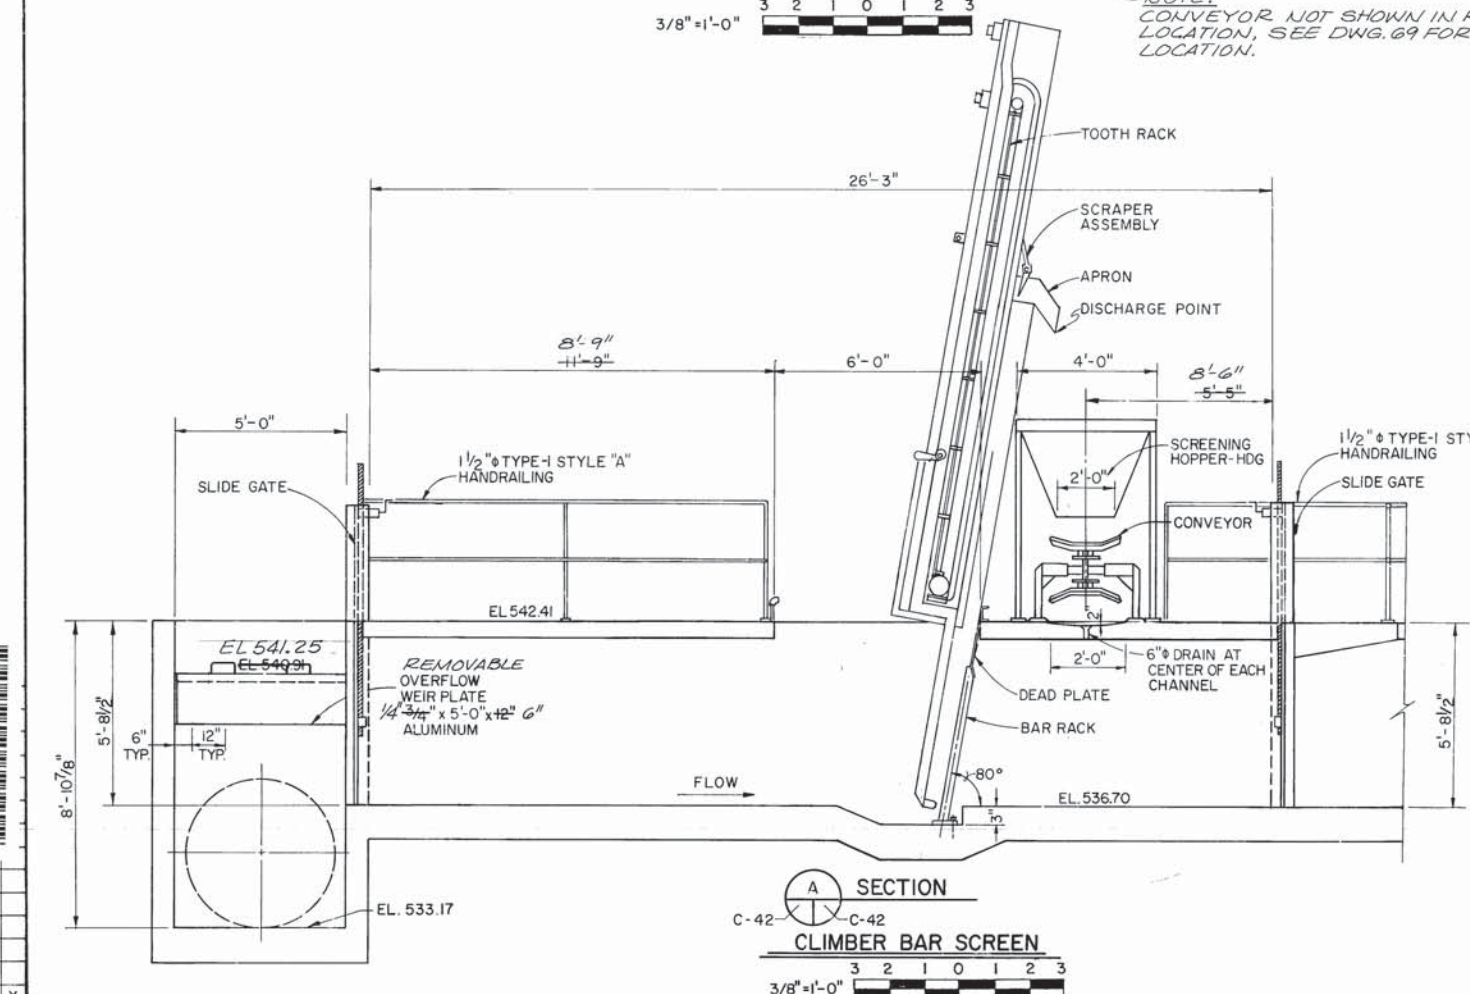 3 2 1 0 1 2 3
3/8"=1'-0"
NOTE:
CONVEYOR NOT SHOWN IN
LOCATION, SEE DWG. 69 FOR
LOCATION.
TOOTH RACK
26'-3"
SCRAPER
ASSEMBLY
APRON
DISCHARGE POINT
8'-9"
11'-9"
6'-0"
4'-0"
8'-6"
5'-5"
5'-0"
1 1/2" φ TYPE-1 STYLE "A"
HANDRAILING
SLIDE GATE
SCREENING
HOPPER-HDG
2'-0"
1 1/2" φ TYPE-1
HANDRAILING
SLIDE GATE
CONVEYOR
EL 542.41
2"
EL 541.25
EL 540.91
REMOVABLE
OVERFLOW
WEIR PLATE
1/4" 3/4" x 5'-0" x 12" 6"
ALUMINUM
2'-0"
6" φ DRAIN AT
CENTER OF EACH
CHANNEL
DEAD PLATE
BAR RACK
5'-8 1/2"
6"
TYP.
12"
TYP.
8'-10 7/8"
5'-8 1/2"
FLOW
80°
EL. 536.70
3"
EL. 533.17
A SECTION
C-42 C-42
CLIMBER BAR SCREEN
3 2 1 0 1 2 3
3/8"=1'-0"